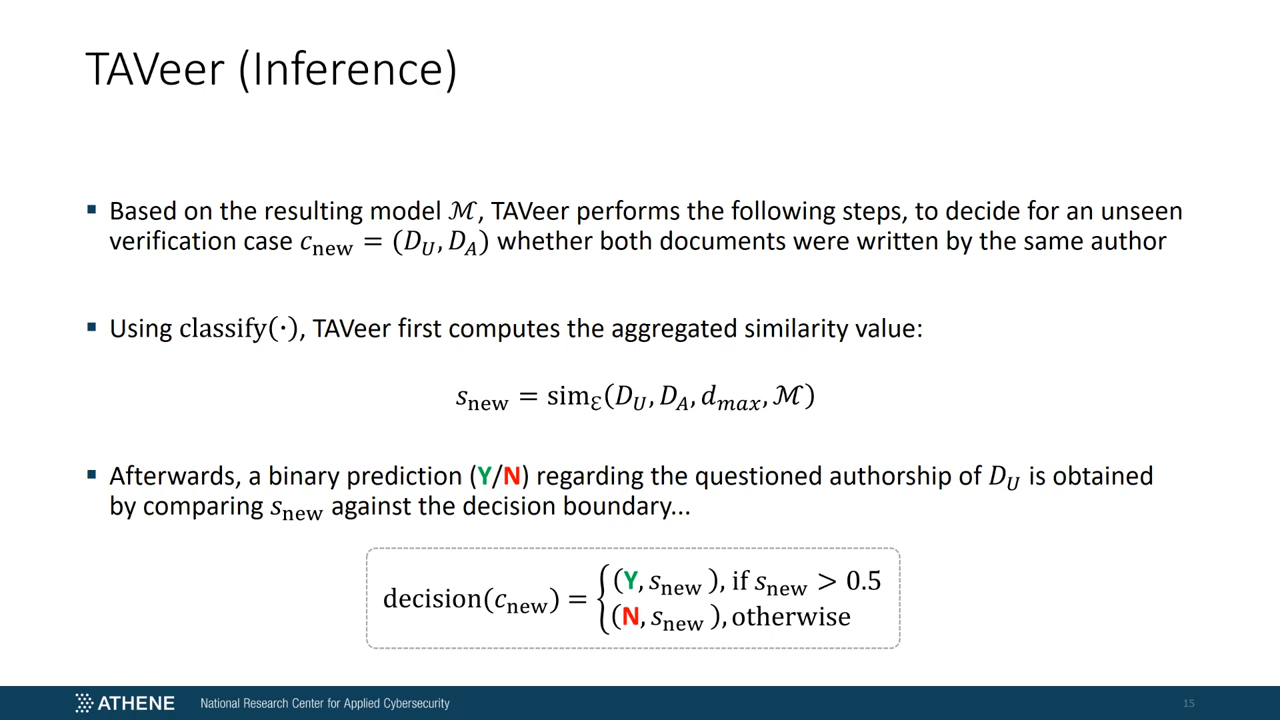 TAVeer (Inference)
▪ Based on the resulting model ℳ, TAVeer performs the following steps, to decide for an unseen
verification case c_new = (D_U, D_A) whether both documents were written by the same author
▪ Using classify(·), TAVeer first computes the aggregated similarity value:
s_new = sim_ℇ(D_U, D_A, d_max, ℳ)
▪ Afterwards, a binary prediction (Y/N) regarding the questioned authorship of D_U is obtained
by comparing s_new against the decision boundary...
decision(c_new) = { (Y, s_new ), if s_new > 0.5
(N, s_new ), otherwise
ATHENE National Research Center for Applied Cybersecurity 15